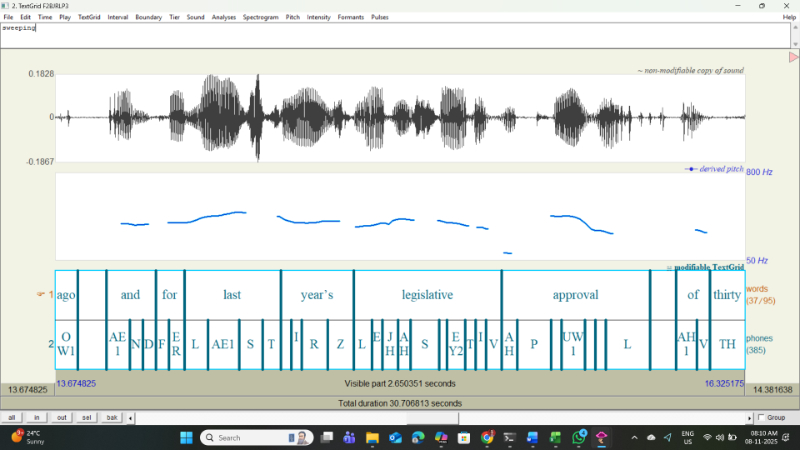 2. TextGrid F2BJRLP3
File Edit Time Play TextGrid Interval Boundary Tier Sound Analyses Spectrogram Pitch Intensity Formants Pulses Help
sweeping
0.1828
~ non-modifiable copy of sound
0
-0.1867
derived pitch
800 Hz
50 Hz
modifiable TextGrid
1 ago and for last year's legislative approval of thirty words
(37/95)
2 OW1 AE1 N D F ER L AE1 S T I R Z L E JH AH S EY2 T I V AH P UW1 L AH1 V TH phones
(385)
13.674825 13.674825 Visible part 2.650351 seconds 16.325175 14.381638
Total duration 30.706813 seconds
all in out sel bak Group
24°C
Sunny
Search
4
ENG
US
08:10 AM
08-11-2025